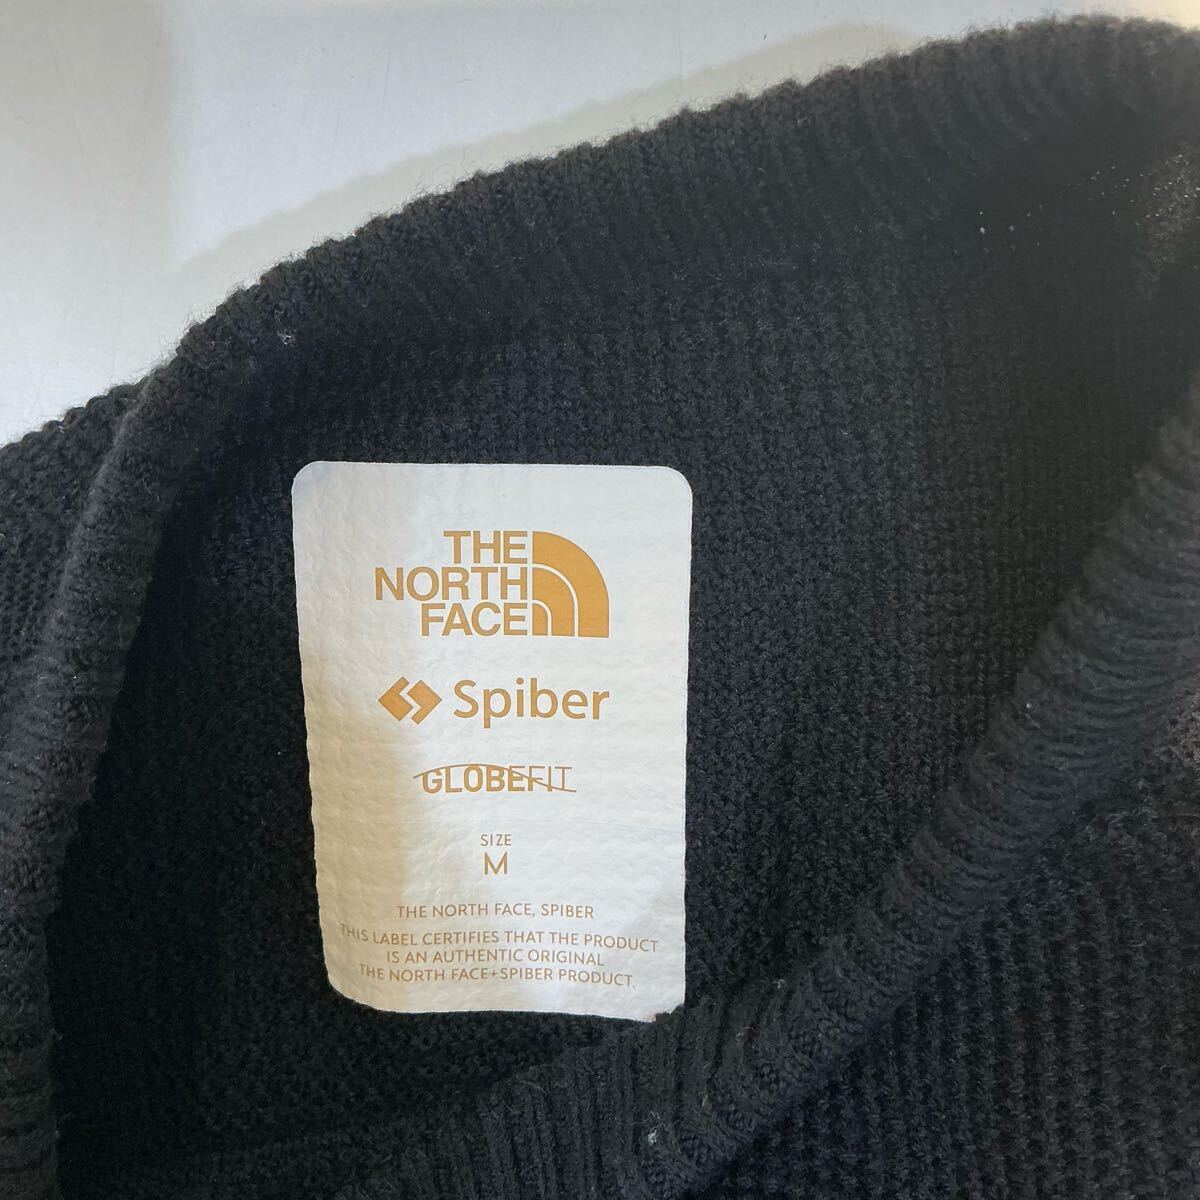 THE
NORTH
FACE
Spiber
GLOBEFIT
SIZE
M
THE NORTH FACE, SPIBER
THIS LABEL CERTIFIES THAT THE PRODUCT
IS AN AUTHENTIC ORIGINAL
THE NORTH FACE+SPIBER PRODUCT.